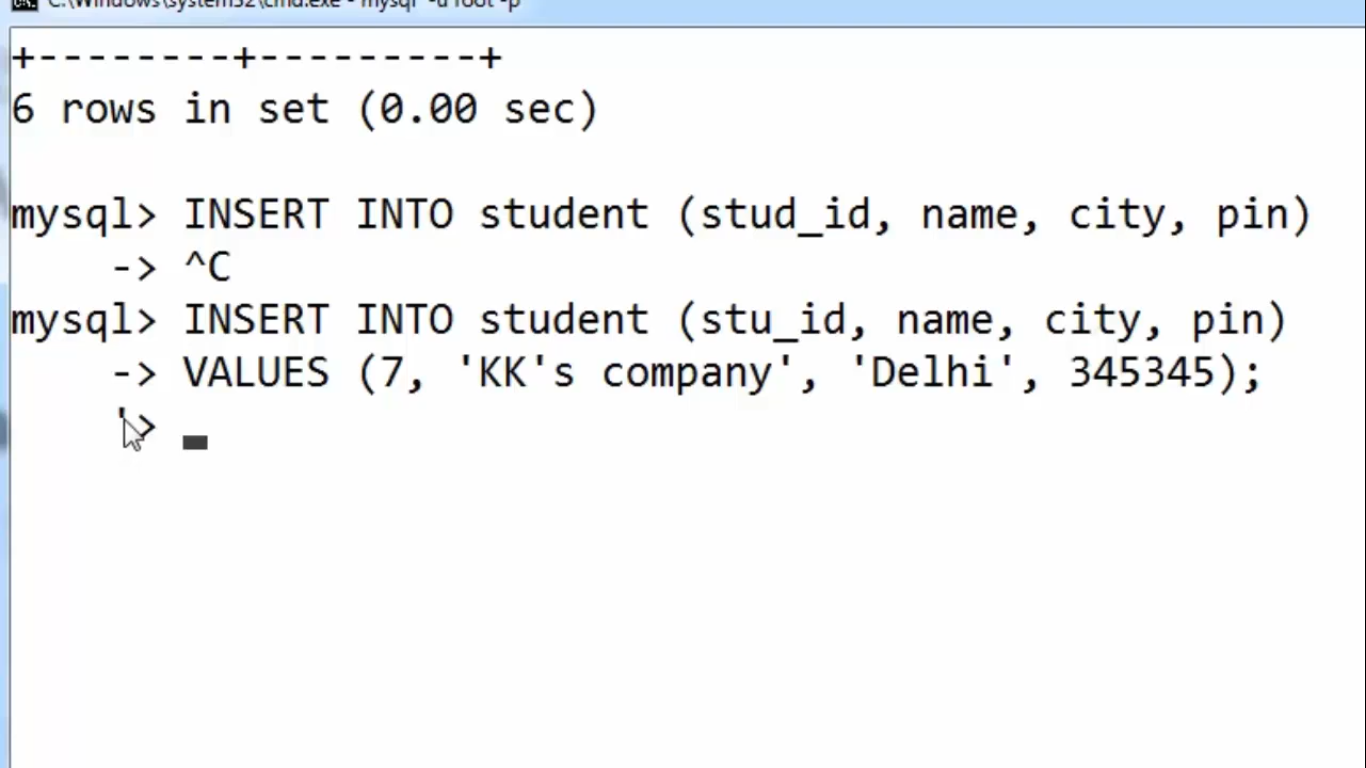 C:\Windows\system32\cmd.exe - mysql -u root -p
+--------+---------+
6 rows in set (0.00 sec)
mysql> INSERT INTO student (stud_id, name, city, pin)
-> ^C
mysql> INSERT INTO student (stu_id, name, city, pin)
-> VALUES (7, 'KK's company', 'Delhi', 345345);
'> _